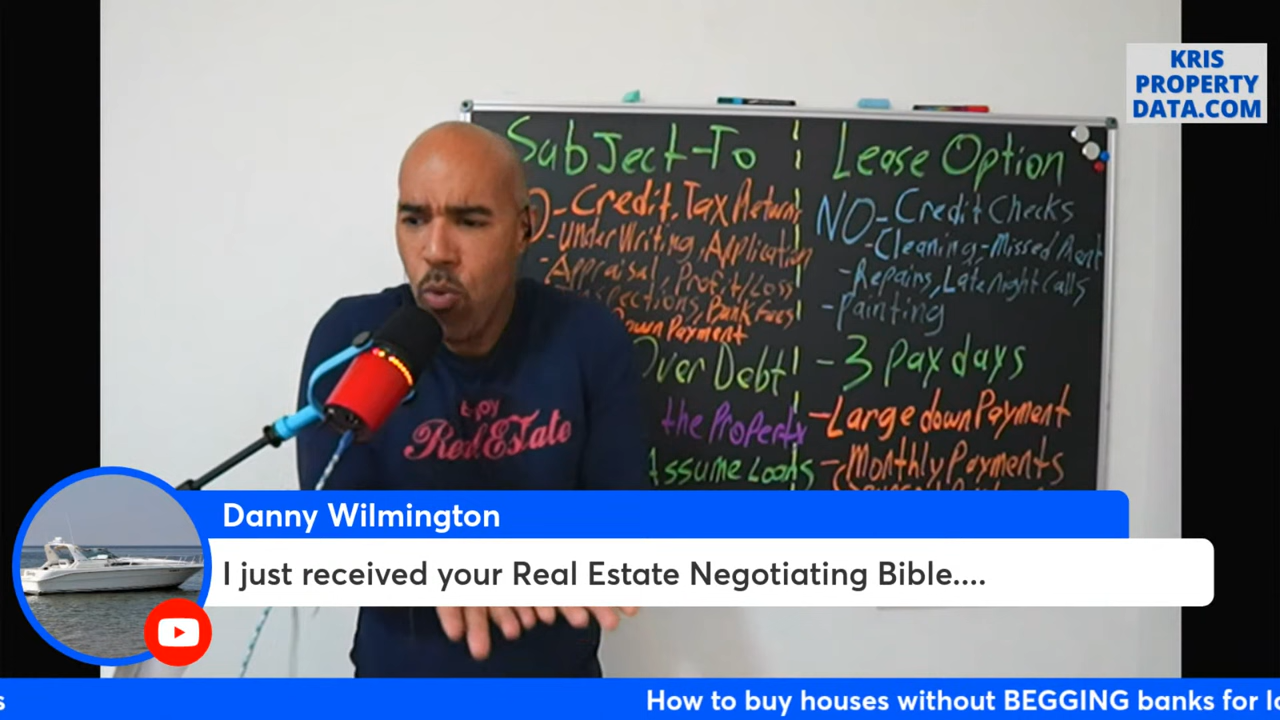 KRIS
PROPERTY
DATA.COM
SubJect-To
-Credit, Tax Returns
-UnderWriting, Application
-Appraisal, Profit/Loss
Bank Fees
Down Payment
Over Debt
the Property
Assume Loans
Lease Option
NO-Credit Checks
-Cleaning-Missed Rent
-Repairs, Late Night Calls
-Painting
-3 paydays
-Large down Payment
-Monthly Payments
Enjoy
Real Estate
Danny Wilmington
I just received your Real Estate Negotiating Bible....
s
How to buy houses without BEGGING banks for lo